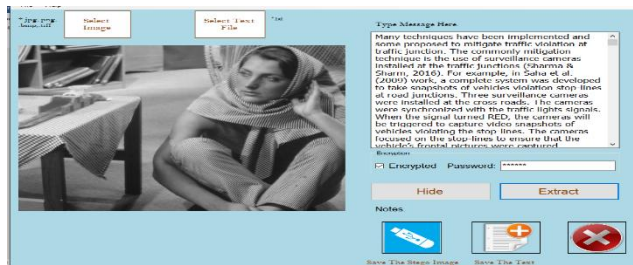 *.jpg,*.png,
*.bmp,*.tiff
Select
Image
Select Text
File
*.txt
Type Message Here
Many techniques have been implemented and
some proposed to mitigate traffic violation at
traffic junction. The commonly mitigation
technique is the use of surveillance cameras
installed at the traffic junctions (Sharma &
Sharm, 2016). For example, in Saha et al.
(2009) work, a complete system was developed
to take snapshots of vehicles violation stop-lines
at road junctions. Three surveillance cameras
were installed at the cross roads. The cameras
were synchronized with the traffic lights signals.
When the signal turned RED, the cameras will
be triggered to capture video snapshots of
vehicles violating the stop lines. The cameras
focused on the stop-lines to ensure that the
vehicle's frontal pictures were captured
Encryption
Encrypted Password: ******
Hide
Extract
Notes
Save The Stego Image
Save The Text